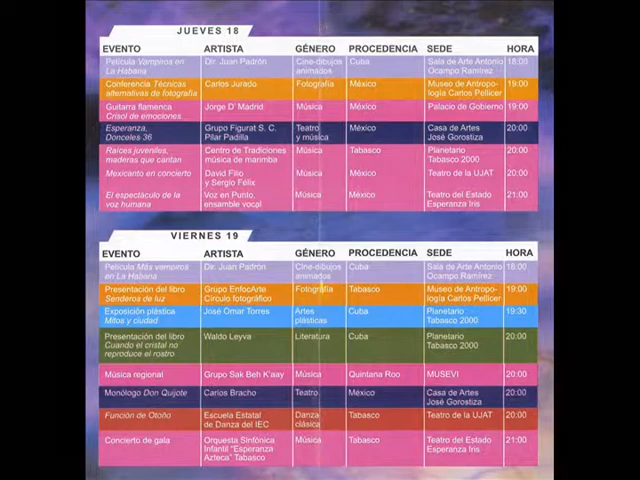 JUEVES 18
EVENTO ARTISTA GÉNERO PROCEDENCIA SEDE HORA
Película Vampiros en Dir. Juan Padrón Cine-dibujos Cuba Sala de Arte Antonio 18:00
La Habana animados Ocampo Ramírez
Conferencia Técnicas Carlos Jurado Fotografía México Museo de Antropo- 19:00
alternativas de fotografía logía Carlos Pellicer
Guitarra flamenca Jorge D' Madrid Música México Palacio de Gobierno 19:00
Crisol de emociones...
Esperanza, Grupo Figurat S. C. Teatro México Casa de Artes 20:00
Donceles 36 Pilar Padilla y música José Gorostiza
Raíces juveniles, Centro de Tradiciones Música Tabasco Planetario 20:00
maderas que cantan música de marimba Tabasco 2000
Mexicanto en concierto David Filio Música México Teatro de la UJAT 20:00
y Sergio Félix
El espectáculo de la Voz en Punto, Música México Teatro del Estado 21:00
voz humana ensamble vocal Esperanza Iris
VIERNES 19
EVENTO ARTISTA GÉNERO PROCEDENCIA SEDE HORA
Película Más vampiros Dir. Juan Padrón Cine-dibujos Cuba Sala de Arte Antonio 18:00
en La Habana animados Ocampo Ramírez
Presentación del libro Grupo EnfocArte Fotografía Tabasco Museo de Antropo- 19:00
Senderos de luz Círculo fotográfico logía Carlos Pellicer
Exposición plástica José Omar Torres Artes Cuba Planetario 19:30
Mitos y ciudad plásticas Tabasco 2000
Presentación del libro Waldo Leyva Literatura Cuba Planetario 20:00
Cuando el cristal no Tabasco 2000
reproduce el rostro
Música regional Grupo Sak Beh K'aay Música Quintana Roo MUSEVI 20:00
Monólogo Don Quijote Carlos Bracho Teatro México Casa de Artes 20:00
José Gorostiza
Función de Otoño Escuela Estatal Danza Tabasco Teatro de la UJAT 20:00
de Danza del IEC clásica
Concierto de gala Orquesta Sinfónica Música Tabasco Teatro del Estado 21:00
Infantil "Esperanza Esperanza Iris
Azteca" Tabasco